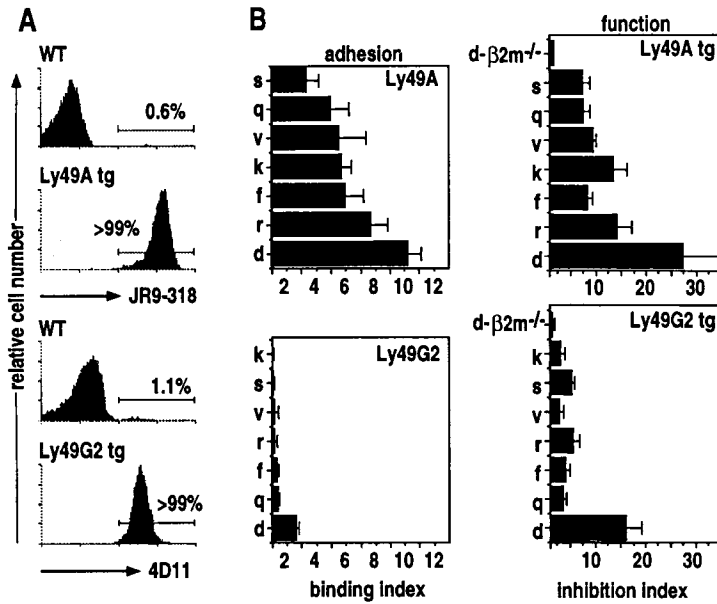 A
WT
0.6%
Ly49A tg
>99%
JR9-318
WT
1.1%
Ly49G2 tg
>99%
4D11
relative cell number
B
adhesion
Ly49A
s
q
v
k
f
r
d
2 4 6 8 10 12
Ly49G2
k
s
v
r
f
q
d
2 4 6 8 10 12
binding index
function
Ly49A tg
d-β2m-/-
s
q
v
k
f
r
d
10 20 30
Ly49G2 tg
d-β2m-/-
k
s
v
r
f
q
d
10 20 30
inhibition index